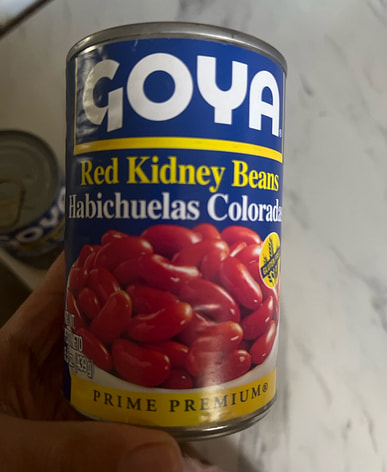 GOYA
Red Kidney Beans
Habichuelas Colorada
PRIME PREMIUM®